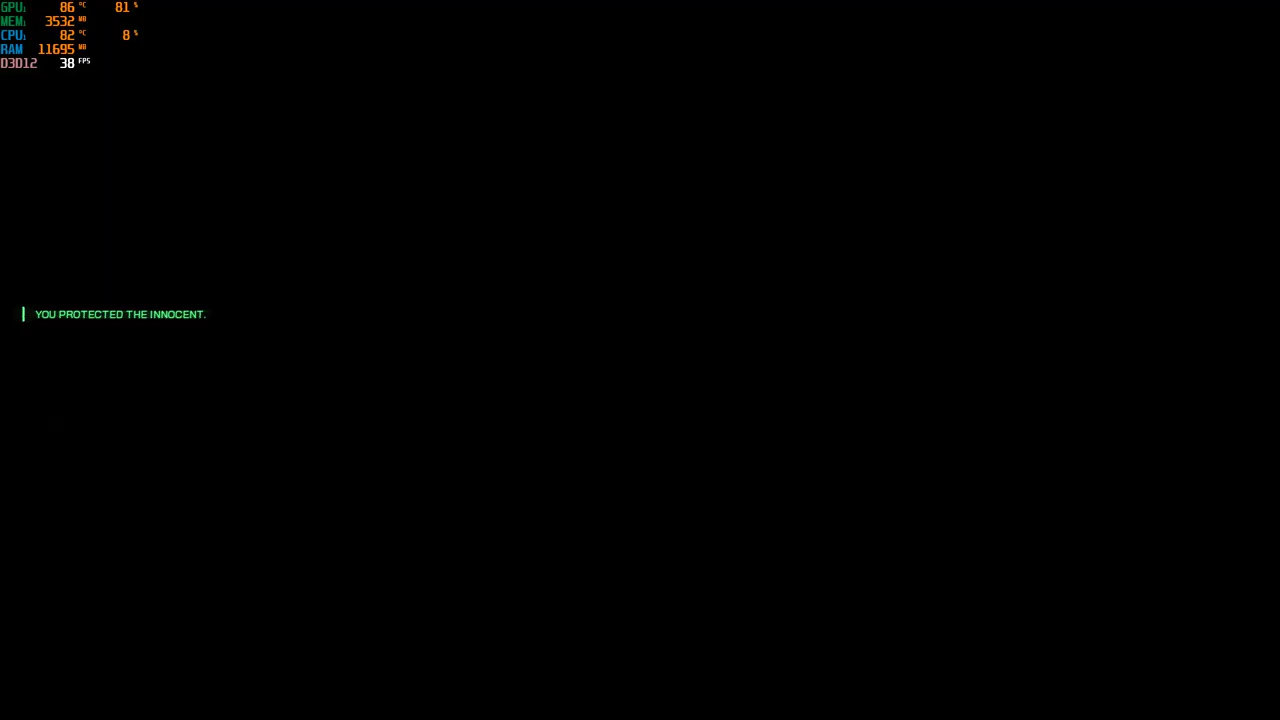 GPU: 86 °C 81 %
MEM: 3532 MB
CPU: 82 °C 8 %
RAM 11695 MB
D3D12 38 FPS
YOU PROTECTED THE INNOCENT.